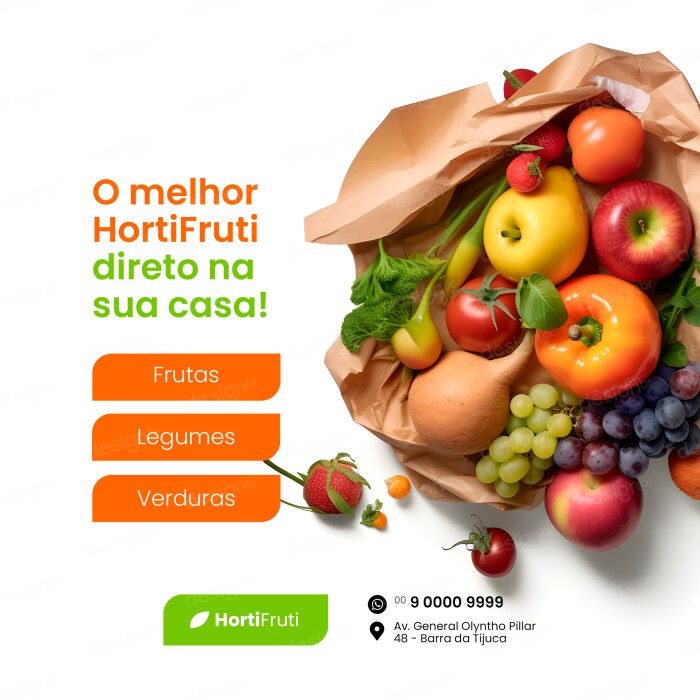 O melhor
HortiFruti
direto na
sua casa!
Frutas
Legumes
Verduras
HortiFruti
00 9 0000 9999
Av. General Olyntho Pillar
48 - Barra da Tijuca
designbr